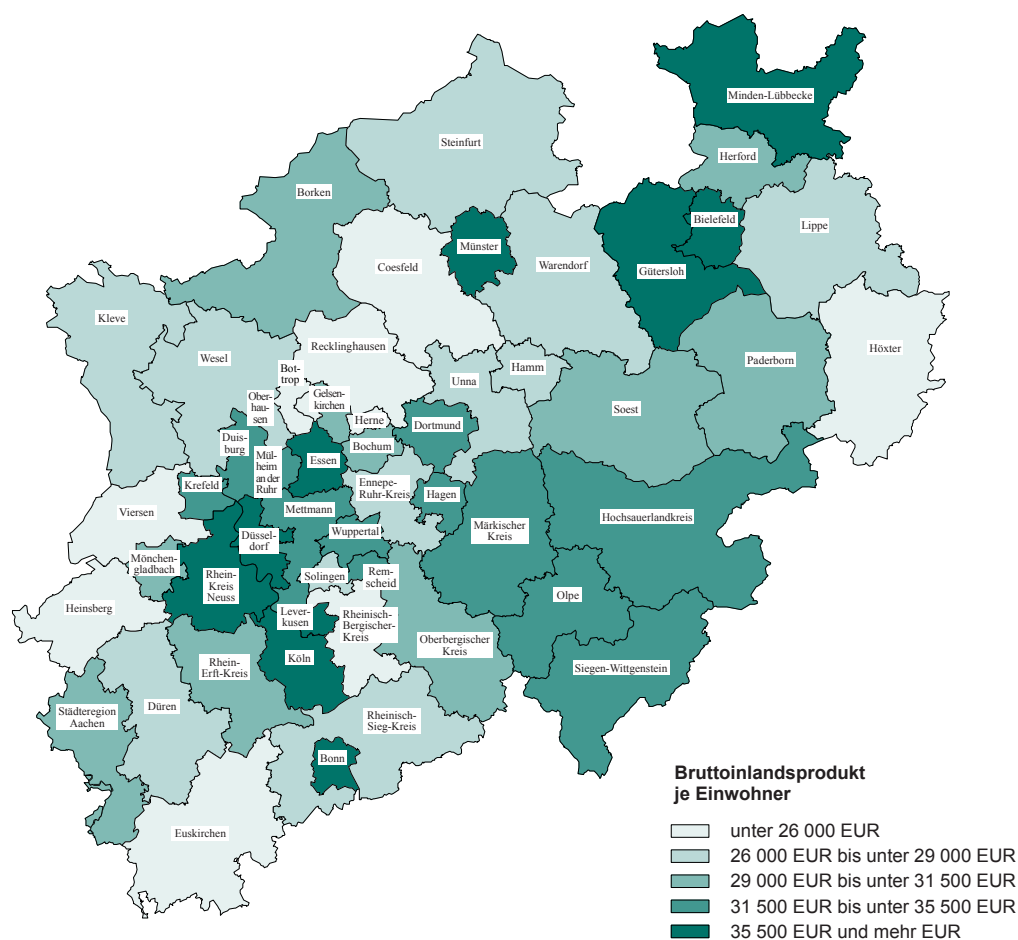 Minden-Lübbecke
Steinfurt
Herford
Borken
Bielefeld
Lippe
Münster
Coesfeld
Warendorf
Gütersloh
Kleve
Höxter
Recklinghausen
Wesel
Paderborn
Bot-
trop
Hamm
Unna
Gelsen-
kirchen
Ober-
hau-
sen
Soest
Herne
Dortmund
Duis-
burg
Bochum
Essen
Mül-
heim
an der
Ruhr
Krefeld
Ennepe-
Ruhr-Kreis
Hagen
Viersen
Mettmann
Hochsauerlandkreis
Märkischer
Kreis
Wuppertal
Düssel-
dorf
Mönchen-
gladbach
Rhein-
Kreis
Neuss
Solingen
Rem-
scheid
Olpe
Heinsberg
Lever-
kusen
Rheinisch-
Bergischer-
Kreis
Oberbergischer
Kreis
Köln
Rhein-
Erft-Kreis
Siegen-Wittgenstein
Düren
Städteregion
Aachen
Rheinisch-
Sieg-Kreis
Bonn
Euskirchen
Bruttoinlandsprodukt
je Einwohner
unter 26 000 EUR
26 000 EUR bis unter 29 000 EUR
29 000 EUR bis unter 31 500 EUR
31 500 EUR bis unter 35 500 EUR
35 500 EUR und mehr EUR